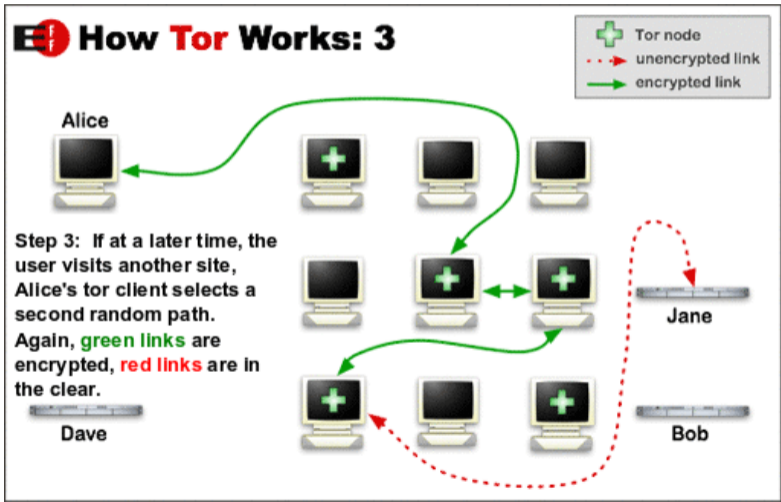 EFF How Tor Works: 3
Tor node
unencrypted link
encrypted link
Alice
Step 3: If at a later time, the
user visits another site,
Alice's tor client selects a
second random path.
Again, green links are
encrypted, red links are in
the clear.
Jane
Dave
Bob